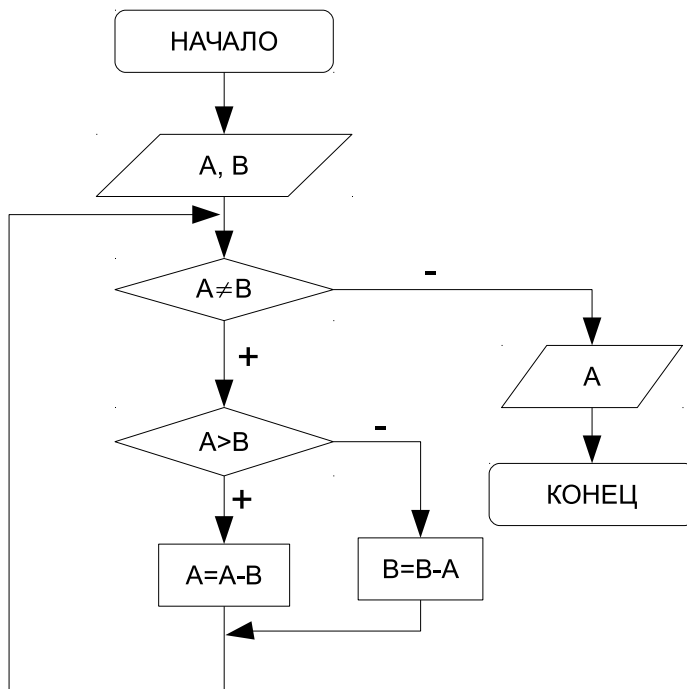 НАЧАЛО
A, B
A≠B
-
+
A
A>B
-
+
КОНЕЦ
A=A-B
B=B-A